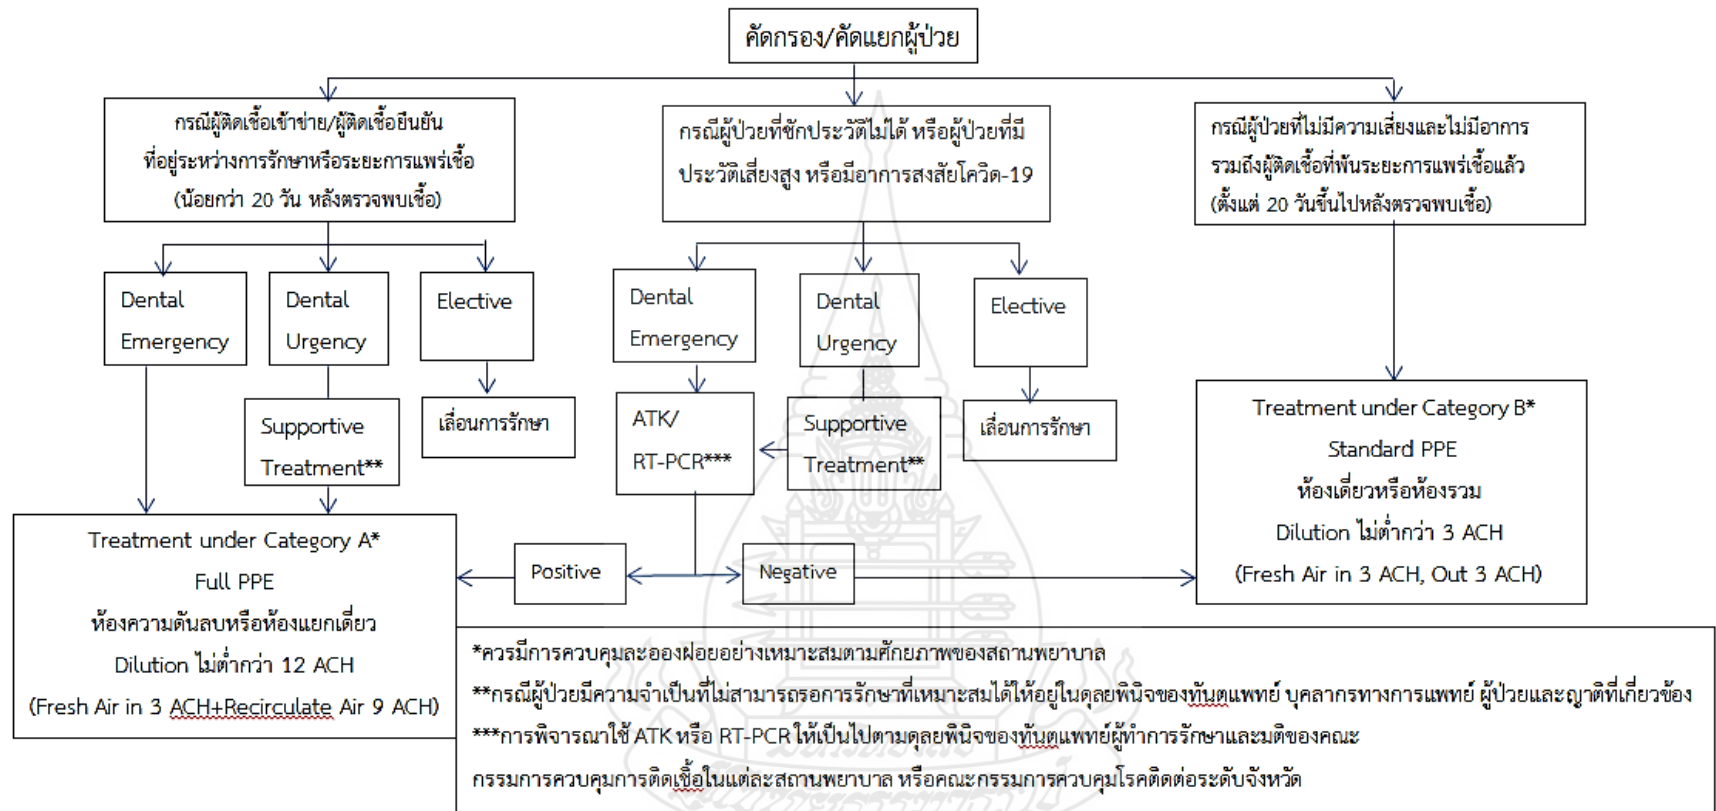 คัดกรอง/คัดแยกผู้ป่วย
กรณีผู้ติดเชื้อเข้าข่าย/ผู้ติดเชื้อยืนยัน
ที่อยู่ระหว่างการรักษาหรือระยะการแพร่เชื้อ
(น้อยกว่า 20 วัน หลังตรวจพบเชื้อ)
กรณีผู้ป่วยที่ซักประวัติไม่ได้ หรือผู้ป่วยที่มี
ประวัติเสี่ยงสูง หรือมีอาการสงสัยโควิด-19
กรณีผู้ป่วยที่ไม่มีความเสี่ยงและไม่มีอาการ
รวมถึงผู้ติดเชื้อที่พ้นระยะการแพร่เชื้อแล้ว
(ตั้งแต่ 20 วันขึ้นไปหลังตรวจพบเชื้อ)
Dental
Emergency
Dental
Urgency
Elective
Dental
Emergency
Dental
Urgency
Elective
Supportive
Treatment**
เลื่อนการรักษา
ATK/
RT-PCR***
Supportive
Treatment**
เลื่อนการรักษา
Treatment under Category B*
Standard PPE
ห้องเดี่ยวหรือห้องรวม
Dilution ไม่ต่ำกว่า 3 ACH
(Fresh Air in 3 ACH, Out 3 ACH)
Treatment under Category A*
Full PPE
ห้องความดันลบหรือห้องแยกเดี่ยว
Dilution ไม่ต่ำกว่า 12 ACH
(Fresh Air in 3 ACH+Recirculate Air 9 ACH)
Positive
Negative
*ควรมีการควบคุมละอองฝอยอย่างเหมาะสมตามศักยภาพของสถานพยาบาล
**กรณีผู้ป่วยมีความจำเป็นที่ไม่สามารถรอการรักษาที่เหมาะสมได้ให้อยู่ในดุลยพินิจของทันตแพทย์ บุคลากรทางการแพทย์ ผู้ป่วยและญาติที่เกี่ยวข้อง
***การพิจารณาใช้ ATK หรือ RT-PCR ให้เป็นไปตามดุลยพินิจของทันตแพทย์ผู้ทำการรักษาและมติของคณะ
กรรมการควบคุมการติดเชื้อในแต่ละสถานพยาบาล หรือคณะกรรมการควบคุมโรคติดต่อระดับจังหวัด